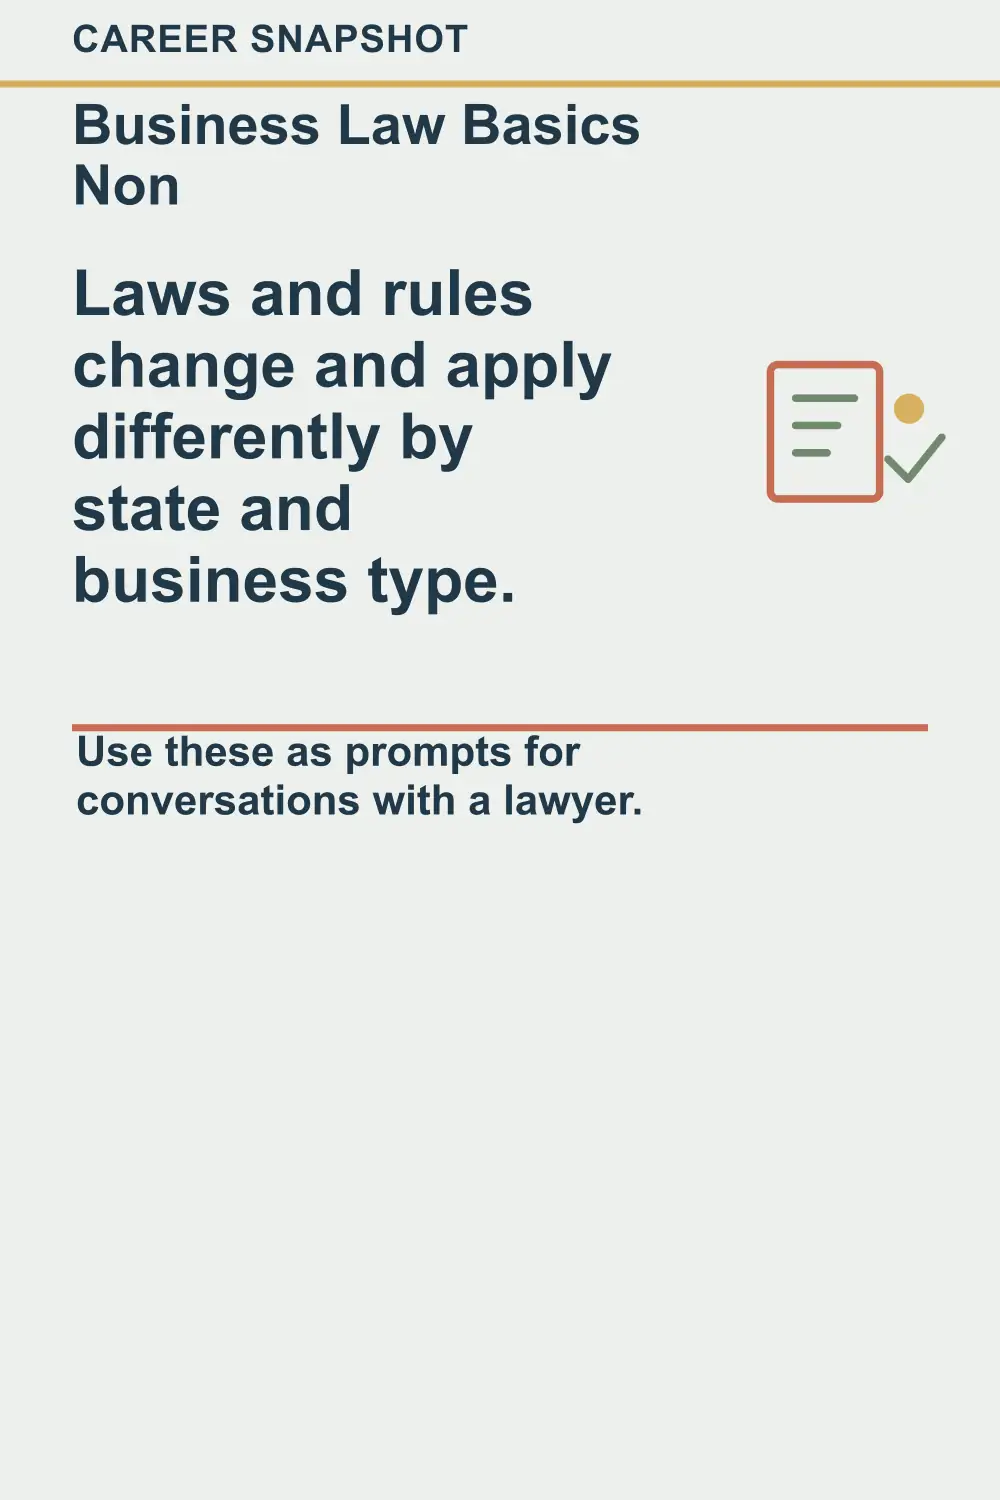 CAREER SNAPSHOT
Business Law Basics
Non
Laws and rules
change and apply
differently by
state and
business type.
Use these as prompts for
conversations with a lawyer.